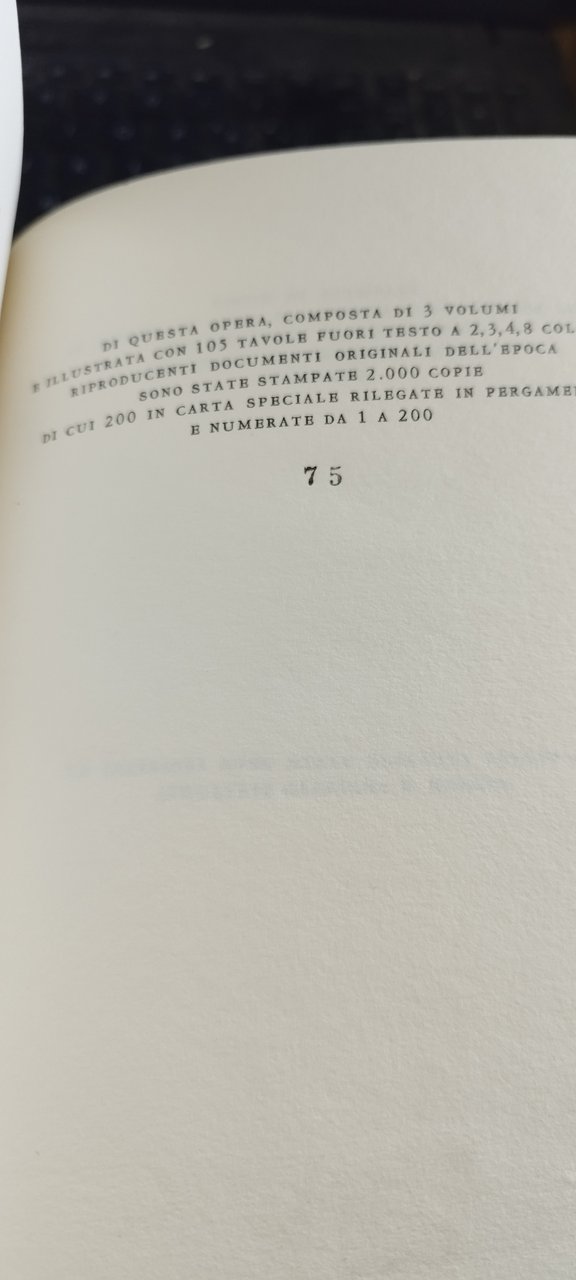 DI QUESTA OPERA, COMPOSTA DI 3 VOLUMI
E ILLUSTRATA CON 105 TAVOLE FUORI TESTO A 2,3,4,8 COL
RIPRODUCENTI DOCUMENTI ORIGINALI DELL'EPOCA
SONO STATE STAMPATE 2.000 COPIE
DI CUI 200 IN CARTA SPECIALE RILEGATE IN PERGAME
E NUMERATE DA 1 A 200
75